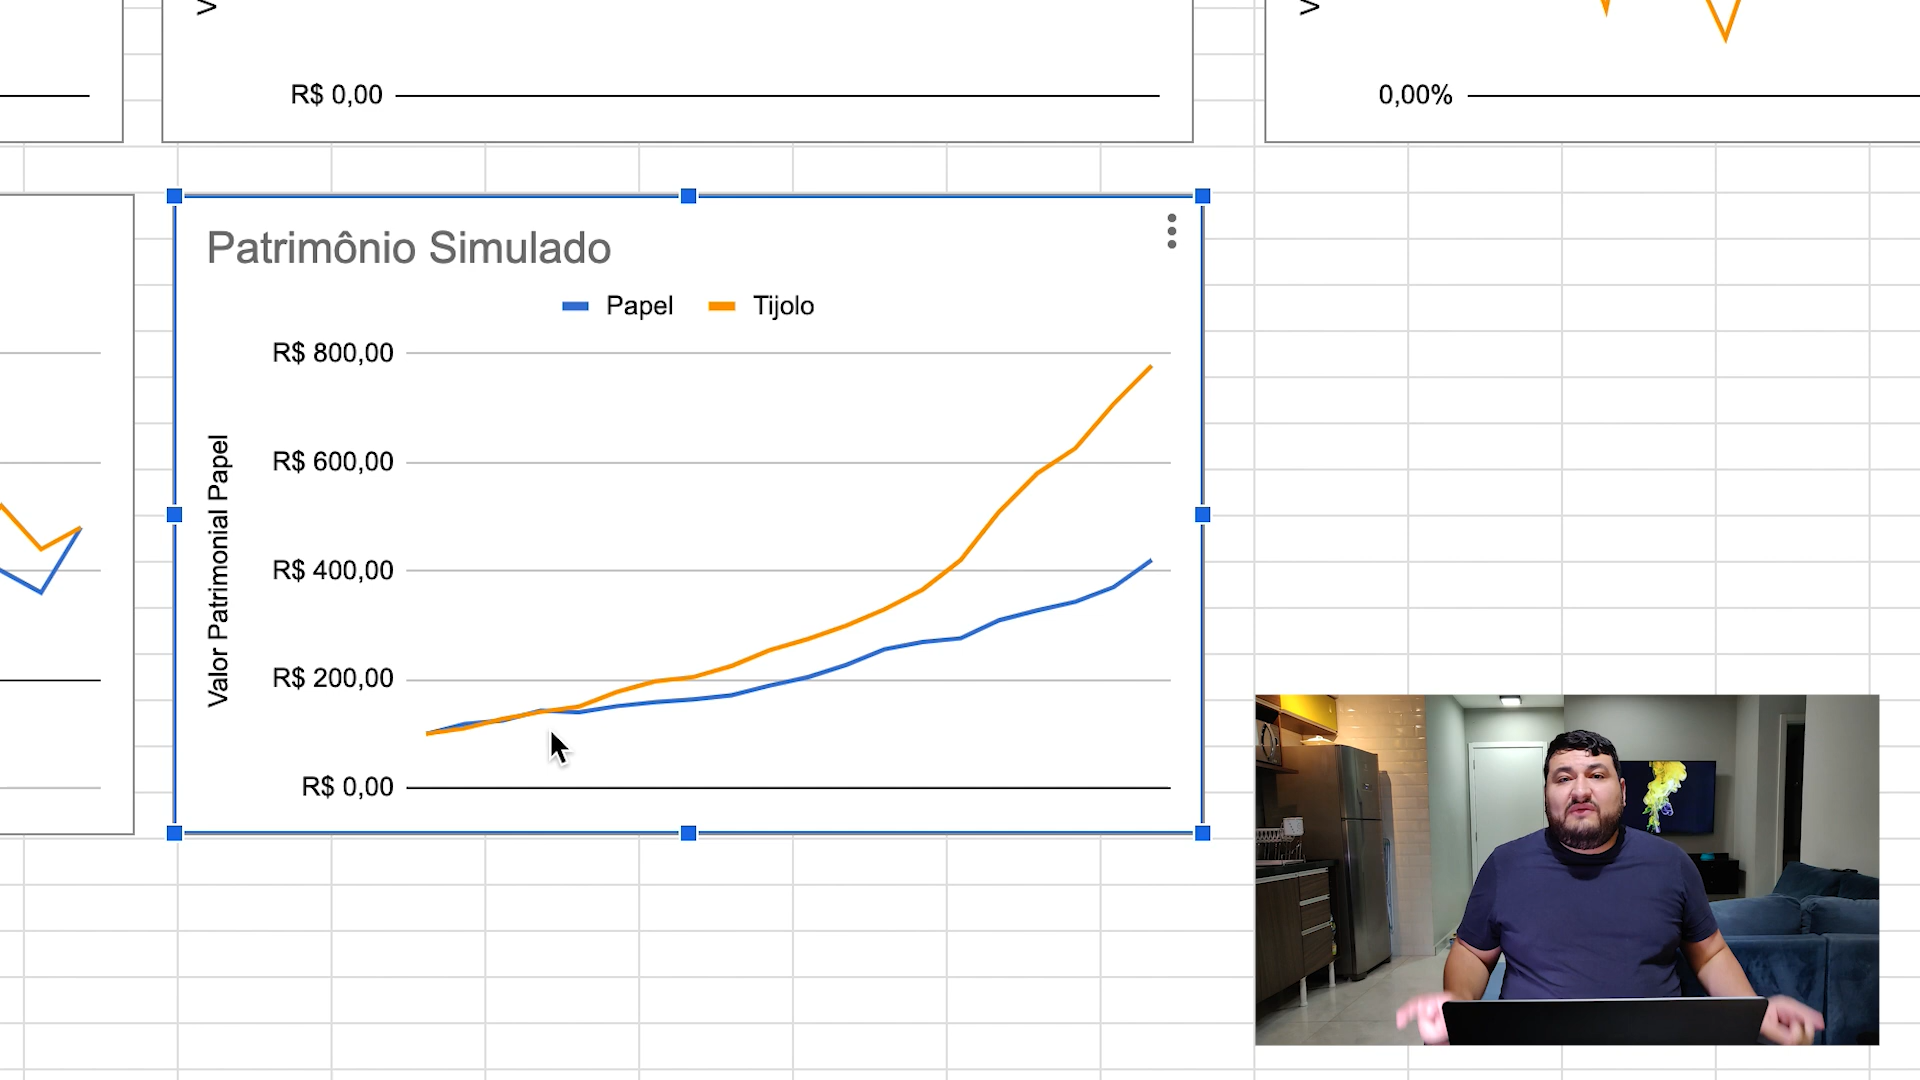 R$ 0,00
0,00%
Patrimônio Simulado
Papel
Tijolo
R$ 800,00
R$ 600,00
R$ 400,00
R$ 200,00
R$ 0,00
Valor Patrimonial Papel